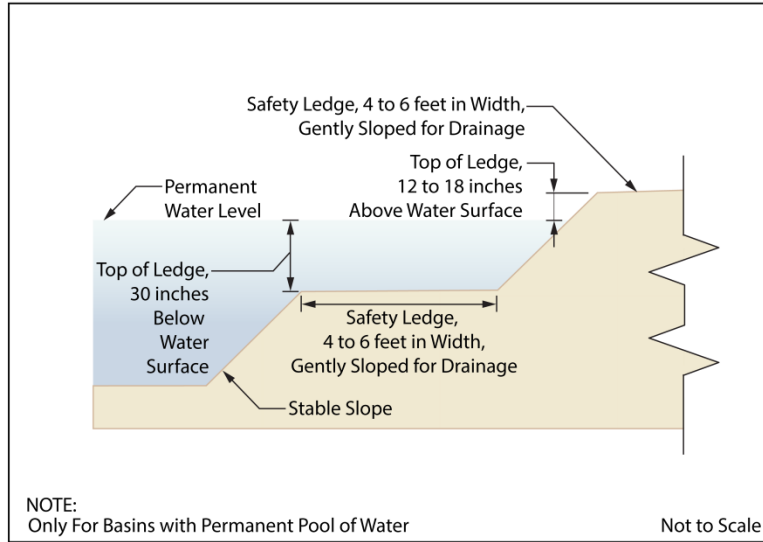 Safety Ledge, 4 to 6 feet in Width,
Gently Sloped for Drainage
Top of Ledge,
12 to 18 inches
Above Water Surface
Permanent
Water Level
Top of Ledge,
30 inches
Below
Water
Surface
Safety Ledge,
4 to 6 feet in Width,
Gently Sloped for Drainage
Stable Slope
NOTE:
Only For Basins with Permanent Pool of Water
Not to Scale